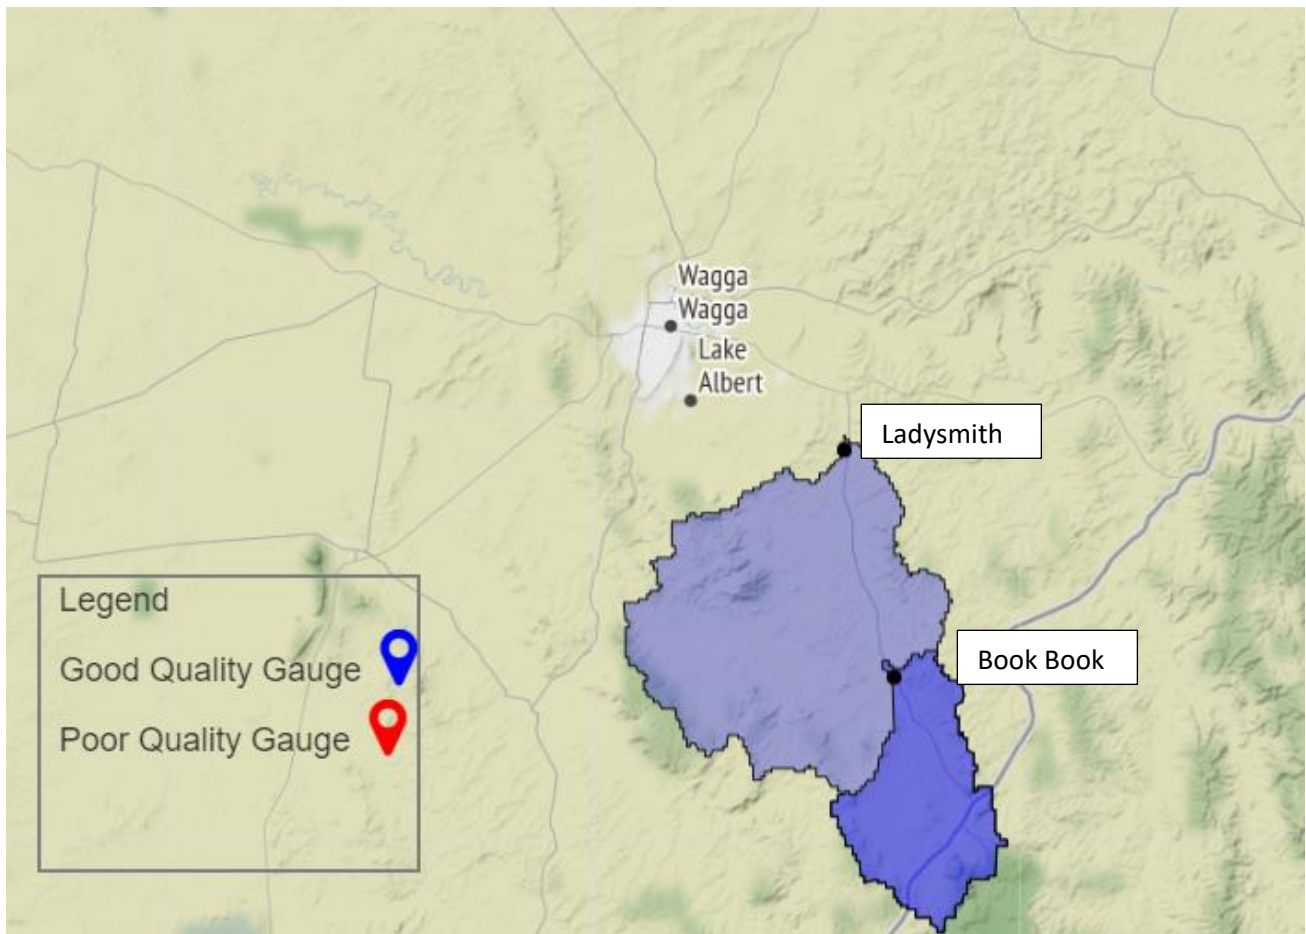 Wagga
Wagga
Lake
Albert
Ladysmith
Book Book
Legend
Good Quality Gauge
Poor Quality Gauge